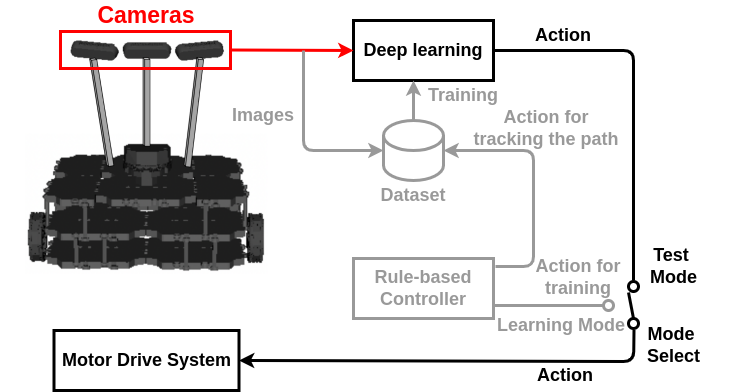 Cameras
Deep learning
Action
Training
Images
Action for
tracking the path
Dataset
Rule-based
Controller
Action for
training
Test
Mode
Learning Mode
Mode
Select
Motor Drive System
Action